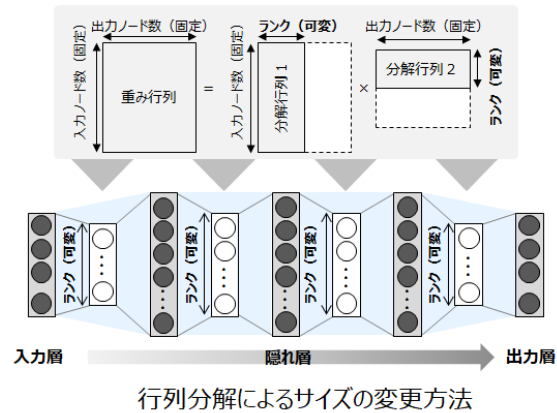 出力ノード数（固定）
入力ノード数（固定）
重み行列
=
ランク（可変）
入力ノード数（固定）
分解行列1
×
出力ノード数（固定）
分解行列2
ランク（可変）
ランク（可変）
ランク（可変）
ランク（可変）
ランク（可変）
入力層
隠れ層
出力層
行列分解によるサイズの変更方法